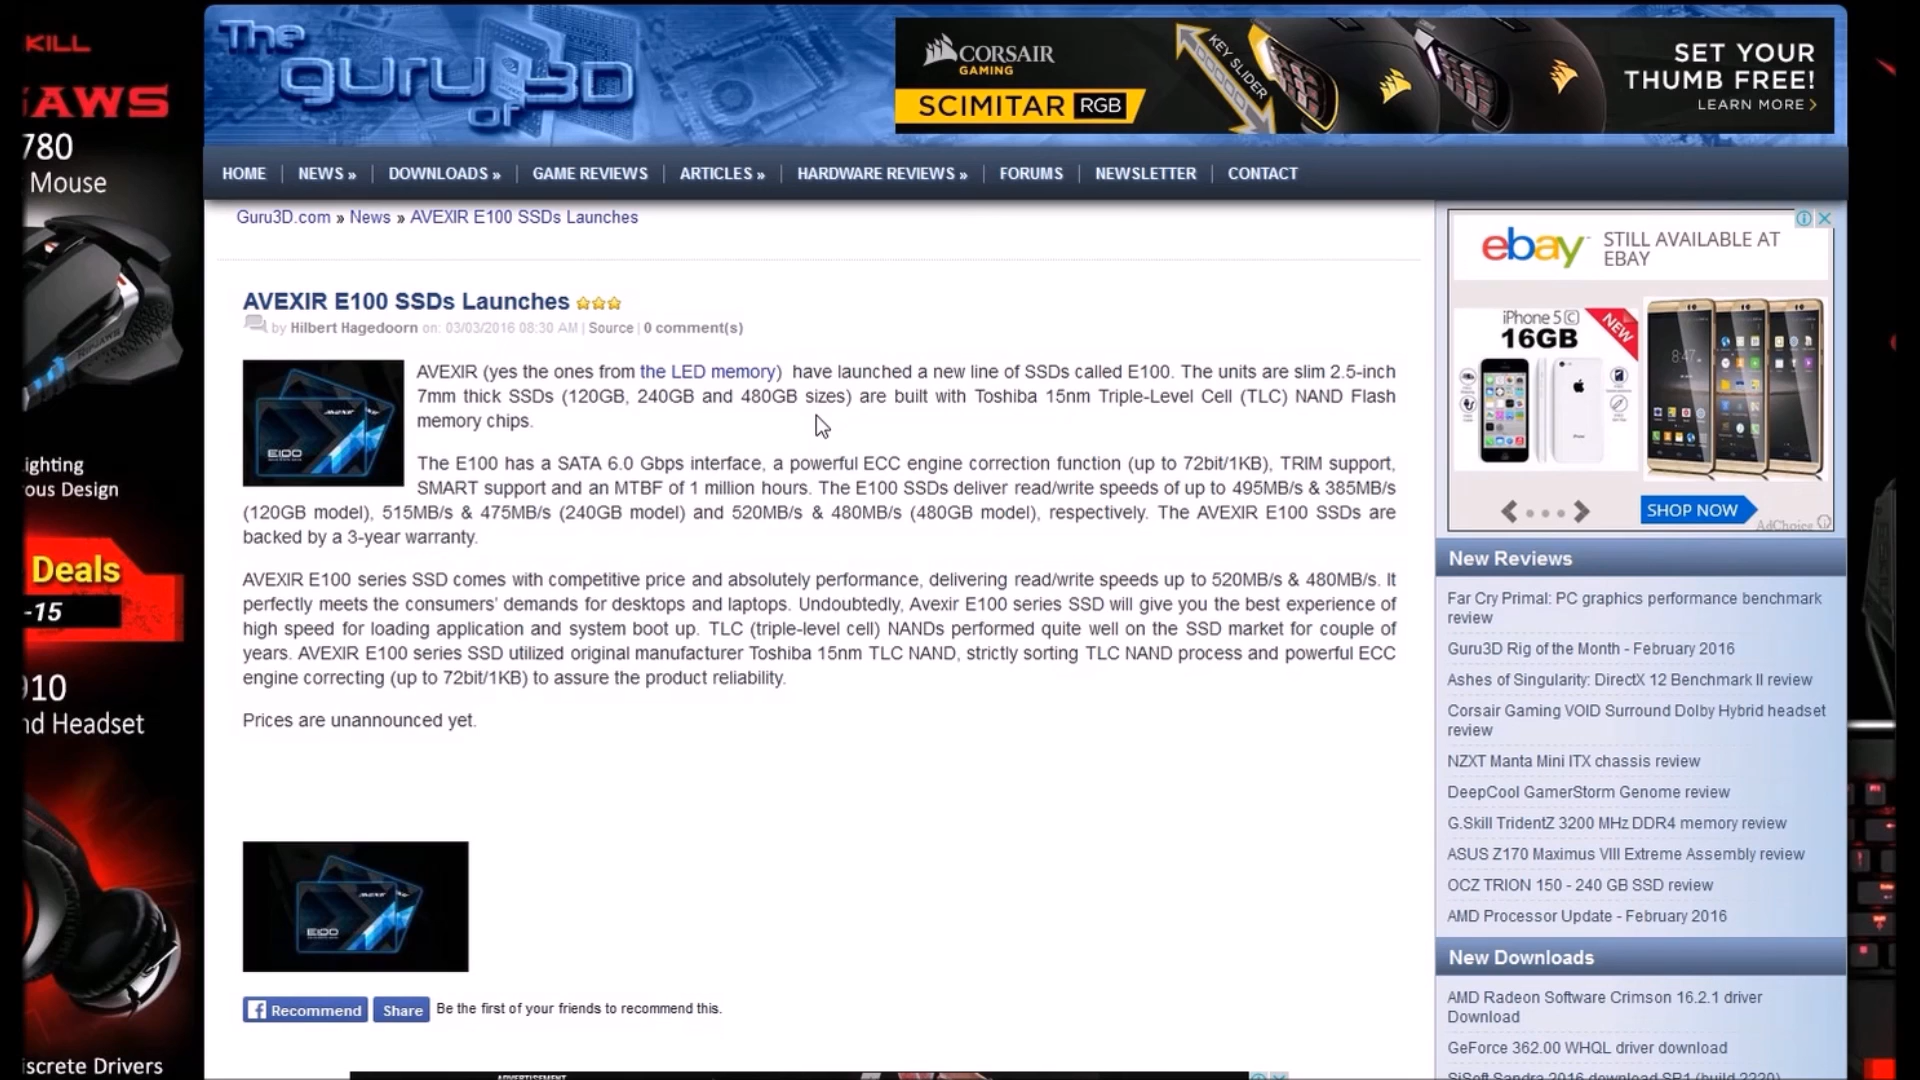 The guru of 3D
CORSAIR
GAMING
SCIMITAR RGB
KEY SLIDER
SET YOUR
THUMB FREE!
LEARN MORE >
HOME
NEWS »
DOWNLOADS »
GAME REVIEWS
ARTICLES »
HARDWARE REVIEWS »
FORUMS
NEWSLETTER
CONTACT
KILL
AWS
780
Mouse
ighting
ous Design
Deals
-15
910
nd Headset
iscrete Drivers
Guru3D.com » News » AVEXIR E100 SSDs Launches
AVEXIR E100 SSDs Launches
by Hilbert Hagedoorn on: 03/03/2016 08:30 AM | Source | 0 comment(s)
AVEXIR
E100
AVEXIR (yes the ones from the LED memory) have launched a new line of SSDs called E100. The units are slim 2.5-inch
7mm thick SSDs (120GB, 240GB and 480GB sizes) are built with Toshiba 15nm Triple-Level Cell (TLC) NAND Flash
memory chips.
The E100 has a SATA 6.0 Gbps interface, a powerful ECC engine correction function (up to 72bit/1KB), TRIM support,
SMART support and an MTBF of 1 million hours. The E100 SSDs deliver read/write speeds of up to 495MB/s & 385MB/s
(120GB model), 515MB/s & 475MB/s (240GB model) and 520MB/s & 480MB/s (480GB model), respectively. The AVEXIR E100 SSDs are
backed by a 3-year warranty.
AVEXIR E100 series SSD comes with competitive price and absolutely performance, delivering read/write speeds up to 520MB/s & 480MB/s. It
perfectly meets the consumers' demands for desktops and laptops. Undoubtedly, Avexir E100 series SSD will give you the best experience of
high speed for loading application and system boot up. TLC (triple-level cell) NANDs performed quite well on the SSD market for couple of
years. AVEXIR E100 series SSD utilized original manufacturer Toshiba 15nm TLC NAND, strictly sorting TLC NAND process and powerful ECC
engine correcting (up to 72bit/1KB) to assure the product reliability.
Prices are unannounced yet.
AVEXIR
E100
Recommend
Share
Be the first of your friends to recommend this.
ADVERTISEMENT
ebay
STILL AVAILABLE AT
EBAY
iPhone 5C
16GB
NEW
8:47
SHOP NOW
AdChoice
New Reviews
Far Cry Primal: PC graphics performance benchmark
review
Guru3D Rig of the Month - February 2016
Ashes of Singularity: DirectX 12 Benchmark II review
Corsair Gaming VOID Surround Dolby Hybrid headset
review
NZXT Manta Mini ITX chassis review
DeepCool GamerStorm Genome review
G.Skill TridentZ 3200 MHz DDR4 memory review
ASUS Z170 Maximus VIII Extreme Assembly review
OCZ TRION 150 - 240 GB SSD review
AMD Processor Update - February 2016
New Downloads
AMD Radeon Software Crimson 16.2.1 driver
Download
GeForce 362.00 WHQL driver download
SiSoft Sandra 2016 download SP1 (build 2220)